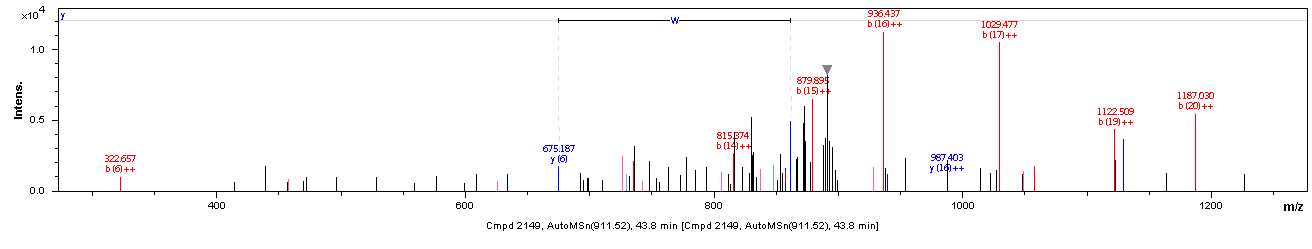 x10⁴
y
Intens.
1.0
0.5
0.0
W
322.657
b (6)++
675.187
y (6)
815.374
b (14)++
879.895
b (15)++
936.437
b (16)++
987.403
y (16)++
1029.477
b (17)++
1122.509
b (19)++
1187.030
b (20)++
400
600
800
1000
1200
m/z
Cmpd 2149, AutoMSn(911.52), 43.8 min [Cmpd 2149, AutoMSn(911.52), 43.8 min]